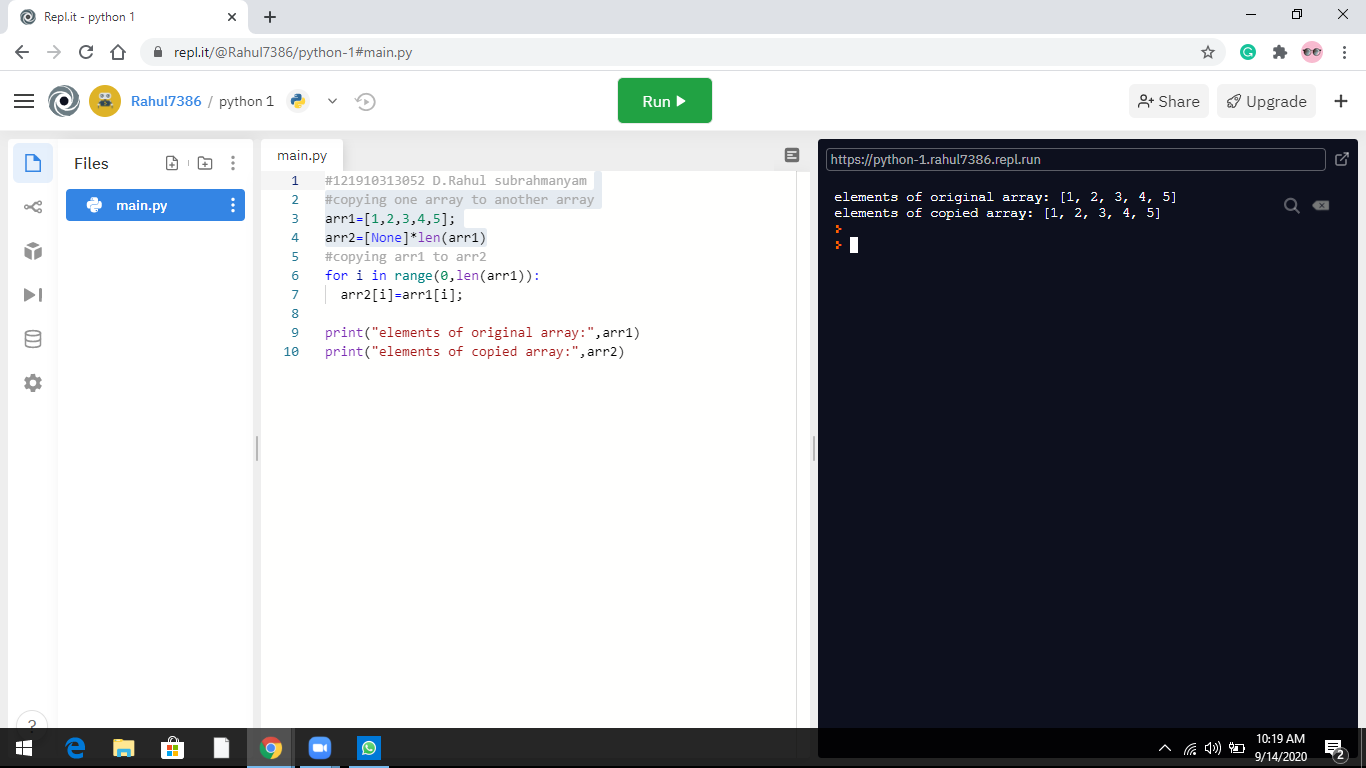 Repl.it - python 1
repl.it/@Rahul7386/python-1#main.py
Rahul7386 / python 1
Run
Share
Upgrade
Files
main.py
main.py
1 #121910313052 D.Rahul subrahmanyam
2 #copying one array to another array
3 arr1=[1,2,3,4,5];
4 arr2=[None]*len(arr1)
5 #copying arr1 to arr2
6 for i in range(0,len(arr1)):
7 arr2[i]=arr1[i];
8
9 print("elements of original array:",arr1)
10 print("elements of copied array:",arr2)
https://python-1.rahul7386.repl.run
elements of original array: [1, 2, 3, 4, 5]
elements of copied array: [1, 2, 3, 4, 5]
?
10:19 AM
9/14/2020
2